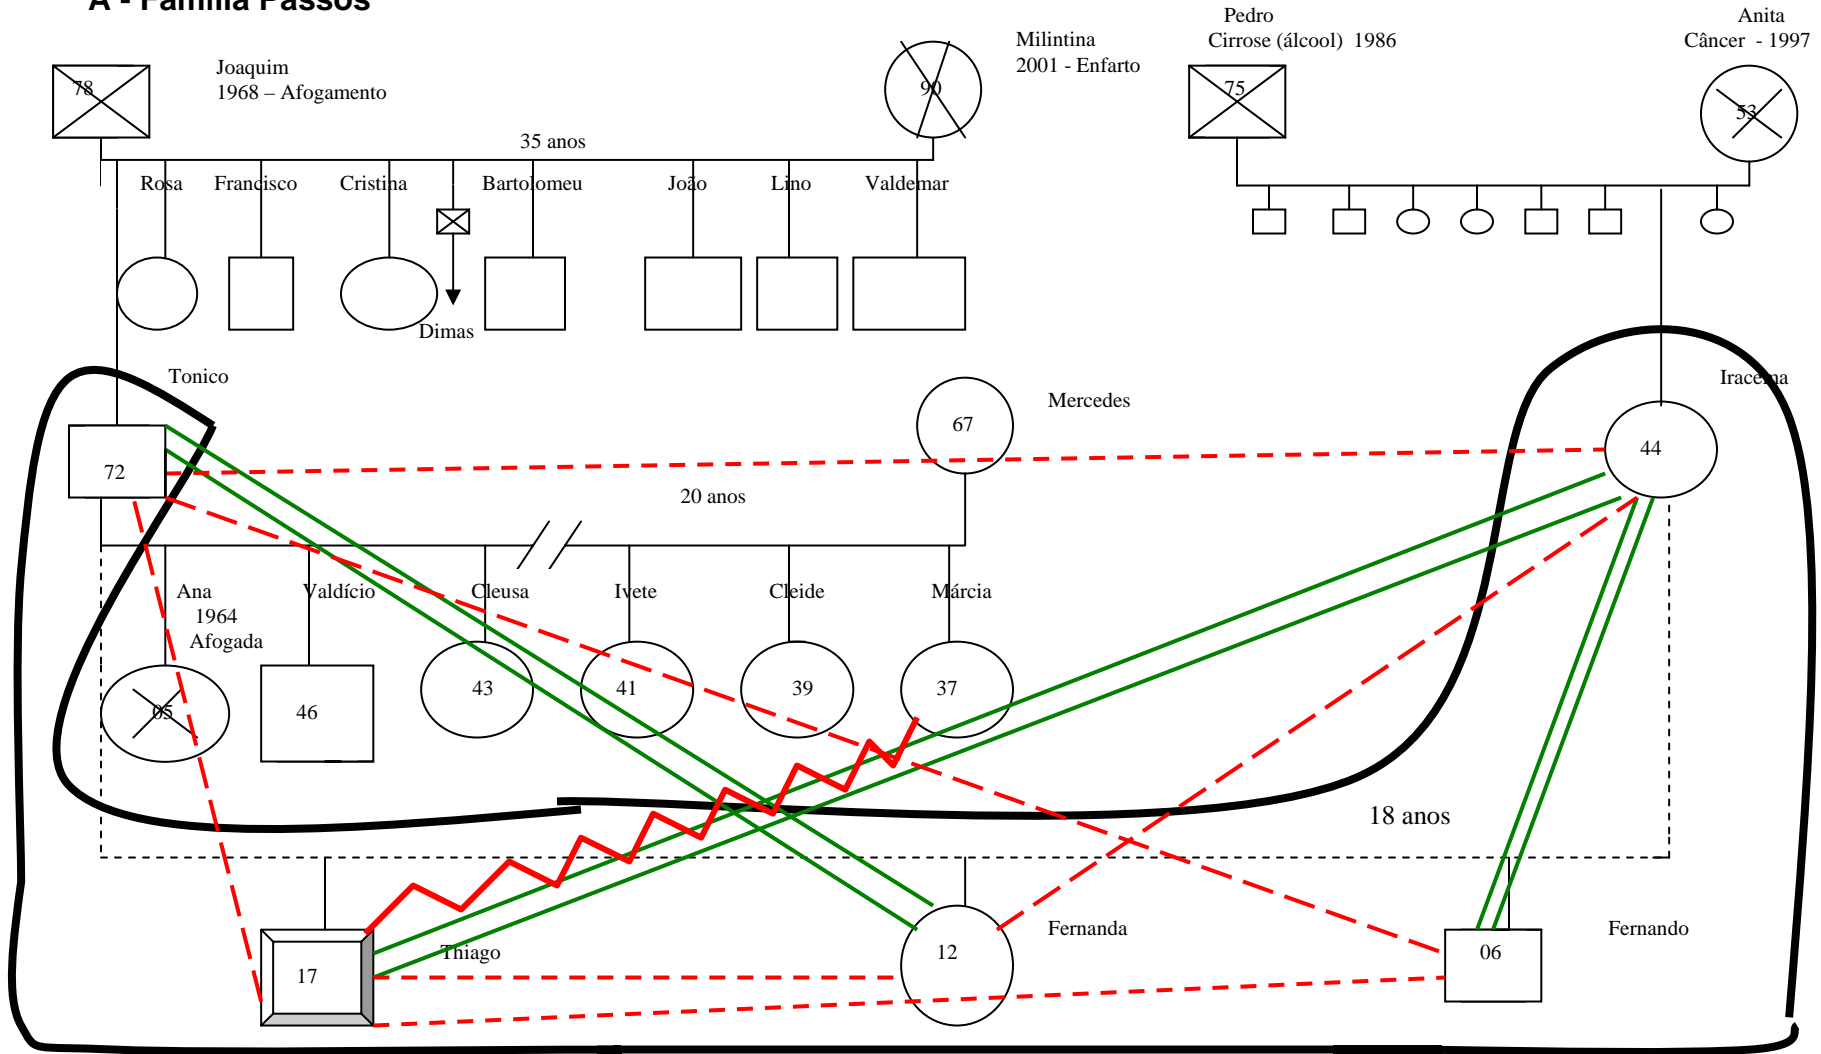 A - Família Passos
Pedro
Cirrose (álcool) 1986
Anita
Câncer - 1997
Joaquim
1968 – Afogamento
Milintina
2001 - Enfarto
78
90
75
53
35 anos
Rosa
Francisco
Cristina
Bartolomeu
João
Lino
Valdemar
Dimas
Tonico
Mercedes
Iracema
72
67
44
20 anos
Ana
1964
Afogada
Valdício
Cleusa
Ivete
Cleide
Márcia
05
46
43
41
39
37
18 anos
Thiago
Fernanda
Fernando
17
12
06